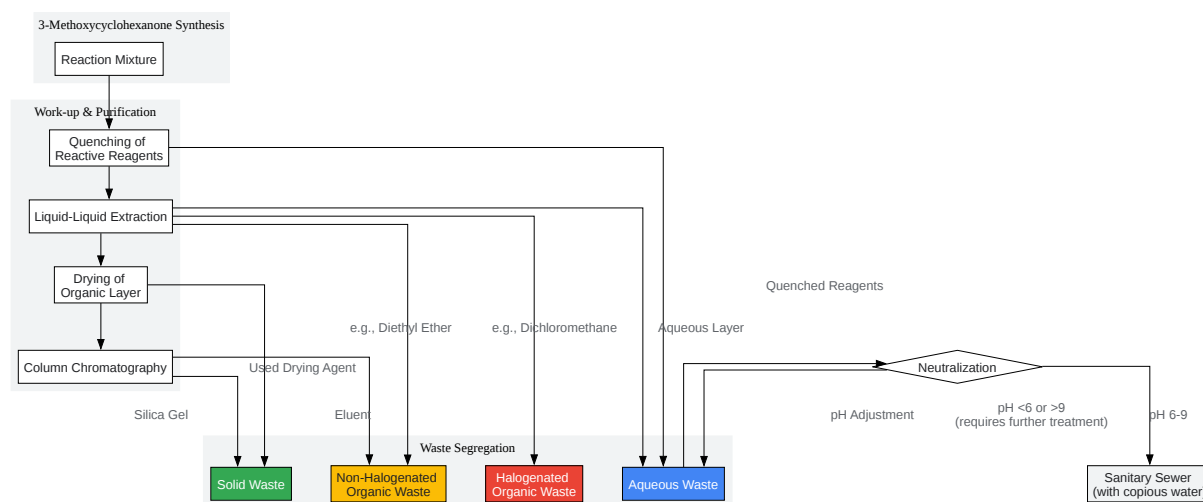 3-Methoxycyclohexanone Synthesis
Reaction Mixture
Work-up & Purification
Quenching of
Reactive Reagents
Liquid-Liquid Extraction
Drying of
Organic Layer
Quenched Reagents
e.g., Diethyl Ether
e.g., Dichloromethane
Aqueous Layer
Column Chromatography
Used Drying Agent
Neutralization
Silica Gel
Eluent
pH Adjustment
pH <6 or >9
(requires further treatment)
pH 6-9
Waste Segregation
Solid Waste
Non-Halogenated
Organic Waste
Halogenated
Organic Waste
Aqueous Waste
Sanitary Sewer
(with copious water)